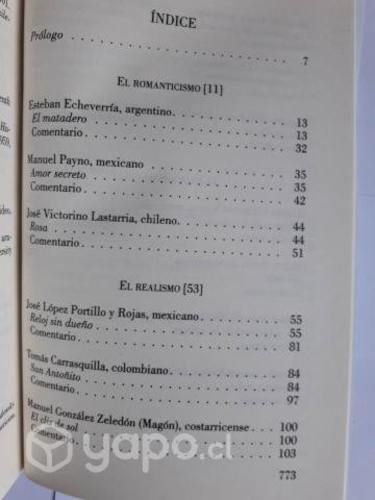 ÍNDICE
Prólogo . . . . . . . . . . . . . . . . . . . . 7
EL ROMANTICISMO [11]
Esteban Echeverría, argentino. . . . . . . . . . . 13
El matadero . . . . . . . . . . . . . . . . . 13
Comentario . . . . . . . . . . . . . . . . . 32
Manuel Payno, mexicano . . . . . . . . . . . . 35
Amor secreto . . . . . . . . . . . . . . . . 35
Comentario . . . . . . . . . . . . . . . . . 42
José Victorino Lastarria, chileno. . . . . . . . . . 44
Rosa . . . . . . . . . . . . . . . . . . . . 44
Comentario . . . . . . . . . . . . . . . . . 51
EL REALISMO [53]
José López Portillo y Rojas, mexicano . . . . . . . 55
Reloj sin dueño . . . . . . . . . . . . . . . 55
Comentario . . . . . . . . . . . . . . . . . 81
Tomás Carrasquilla, colombiano . . . . . . . . . 84
San Antoñito . . . . . . . . . . . . . . . . 84
Comentario . . . . . . . . . . . . . . . . . 97
Manuel González Zeledón (Magón), costarricense . . 100
El clis de sol . . . . . . . . . . . . . . . . 100
Comentario . . . . . . . . . . . . . . . . . 103
773
yapo.cl